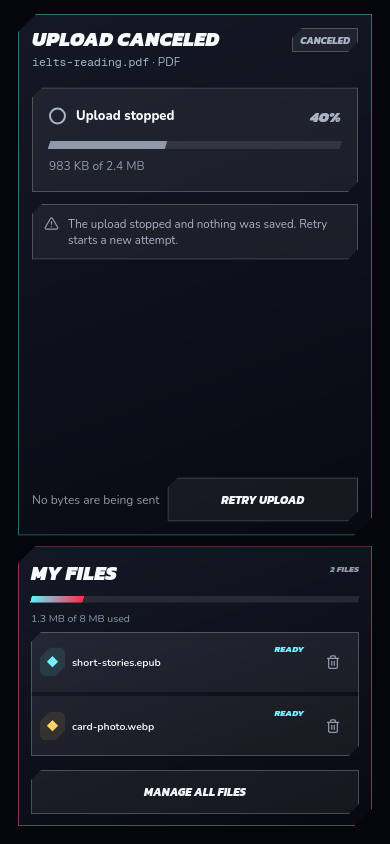 UPLOAD CANCELED
CANCELED
ielts-reading.pdf · PDF
Upload stopped
40%
983 KB of 2.4 MB
The upload stopped and nothing was saved. Retry
starts a new attempt.
No bytes are being sent
RETRY UPLOAD
MY FILES
2 FILES
1.3 MB of 8 MB used
READY
short-stories.epub
READY
card-photo.webp
MANAGE ALL FILES